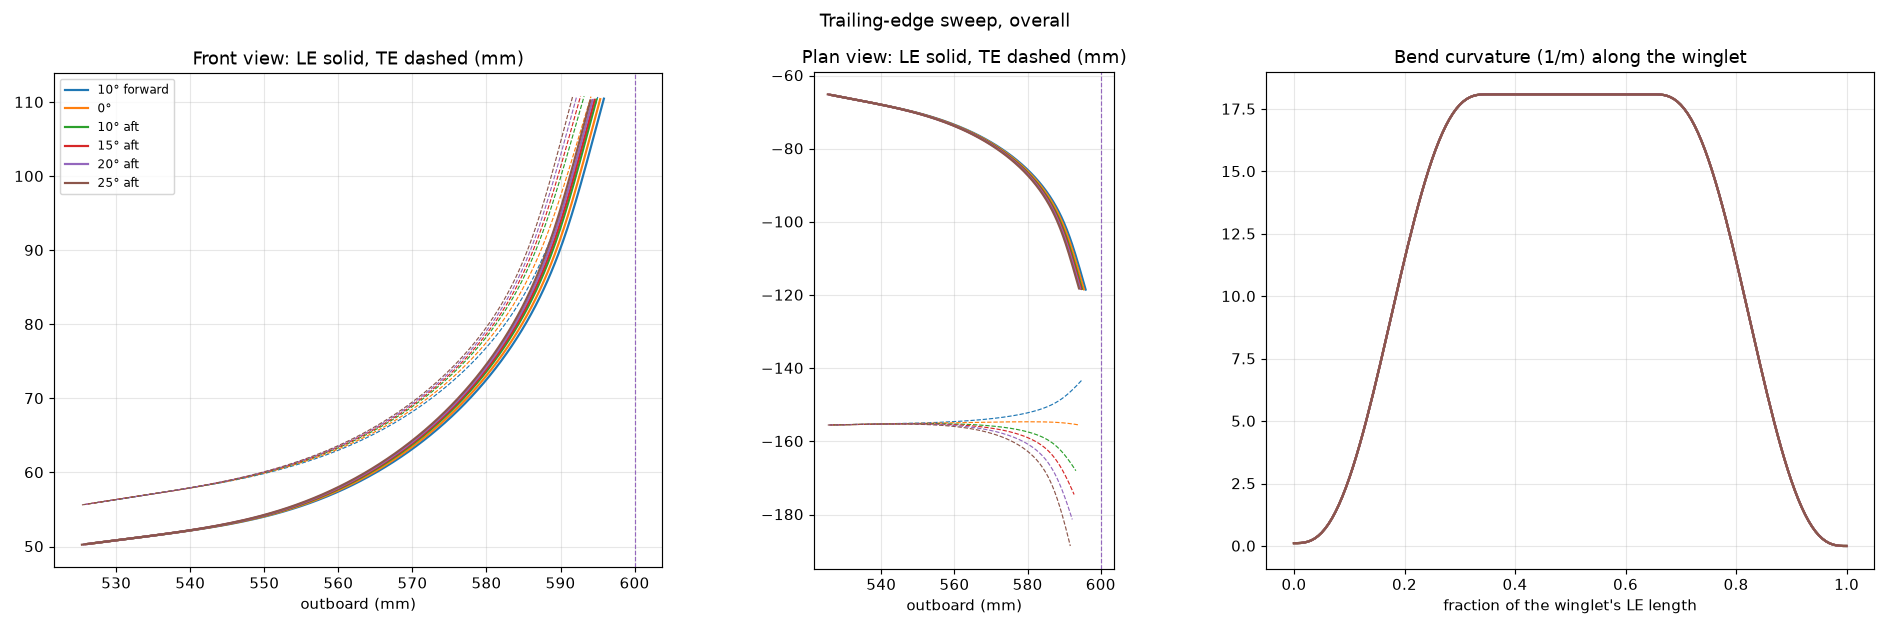 Trailing-edge sweep, overall
Front view: LE solid, TE dashed (mm)
110
100
90
80
70
60
50
530 540 550 560 570 580 590 600
outboard (mm)
10° forward
0°
10° aft
15° aft
20° aft
25° aft
Plan view: LE solid, TE dashed (mm)
−60
−80
−100
−120
−140
−160
−180
540 560 580 600
outboard (mm)
Bend curvature (1/m) along the winglet
17.5
15.0
12.5
10.0
7.5
5.0
2.5
0.0
0.0 0.2 0.4 0.6 0.8 1.0
fraction of the winglet's LE length